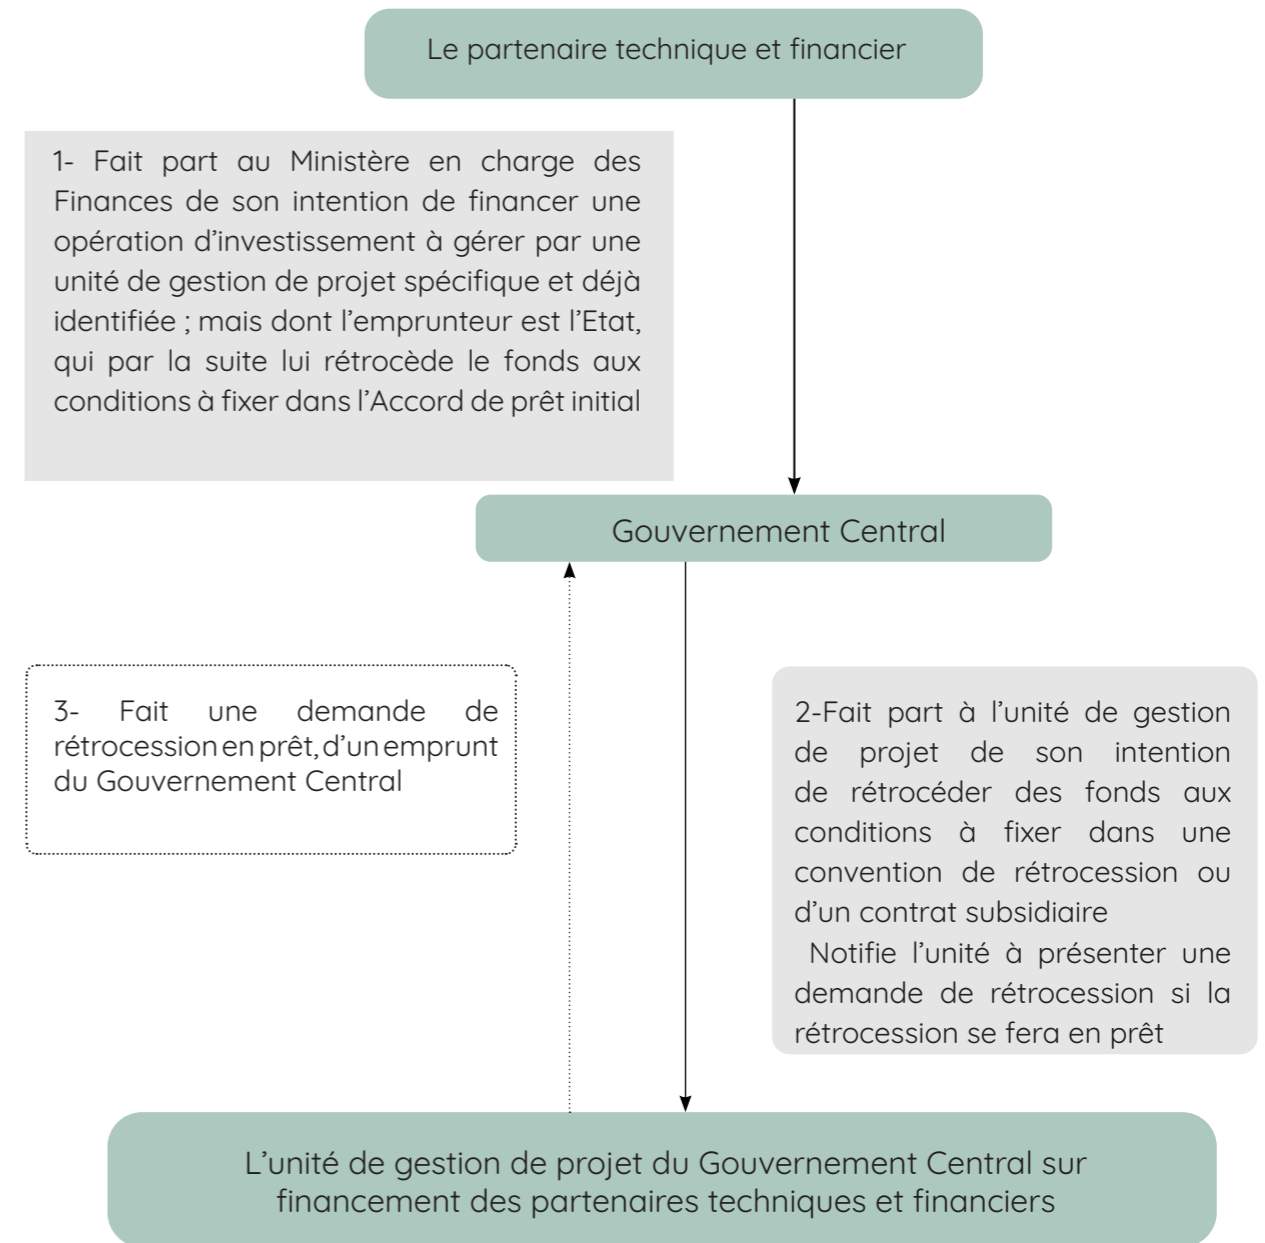 Le partenaire technique et financier
1- Fait part au Ministère en charge des
Finances de son intention de financer une
opération d’investissement à gérer par une
unité de gestion de projet spécifique et déjà
identifiée ; mais dont l’emprunteur est l’Etat,
qui par la suite lui rétrocède le fonds aux
conditions à fixer dans l’Accord de prêt initial
Gouvernement Central
3- Fait une demande de
rétrocession en prêt, d’un emprunt
du Gouvernement Central
2-Fait part à l’unité de gestion
de projet de son intention
de rétrocéder des fonds aux
conditions à fixer dans une
convention de rétrocession ou
d’un contrat subsidiaire
Notifie l’unité à présenter une
demande de rétrocession si la
rétrocession se fera en prêt
L’unité de gestion de projet du Gouvernement Central sur
financement des partenaires techniques et financiers